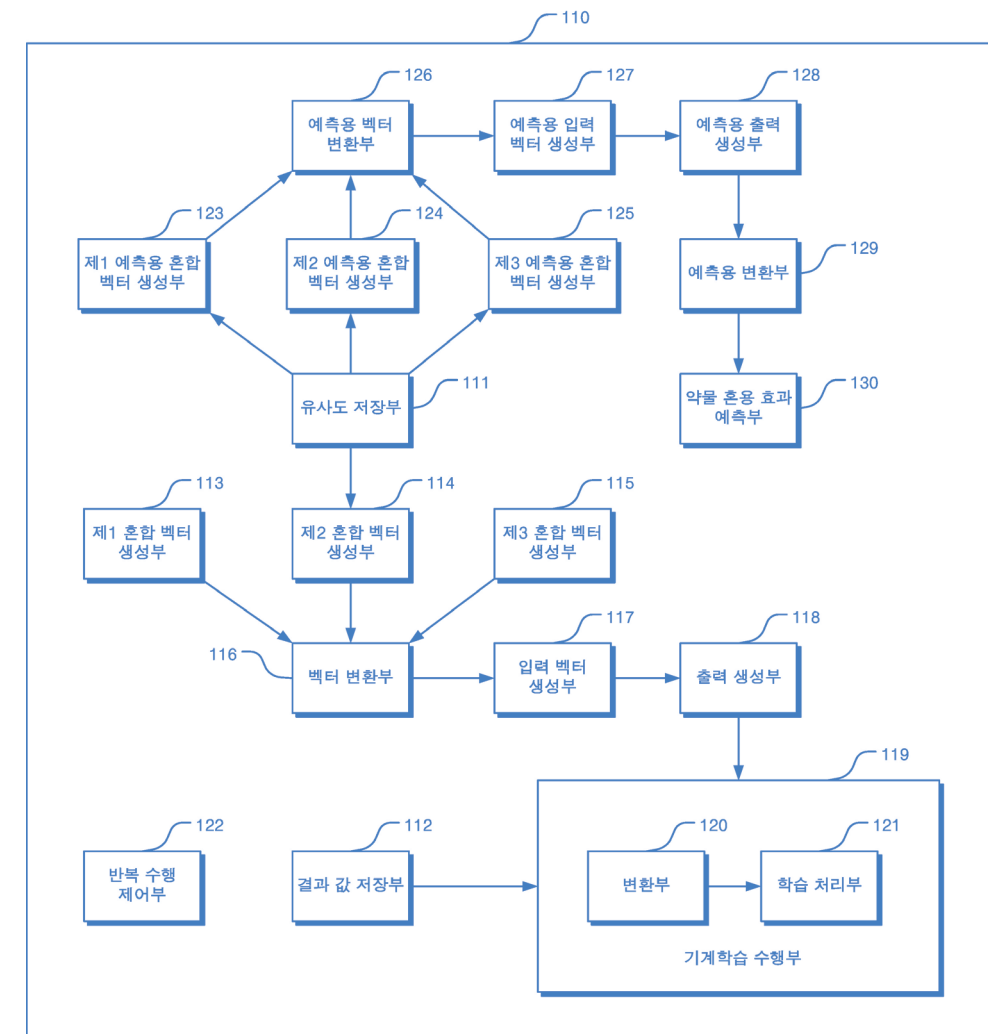 110
126
127
128
예측용 벡터
변환부
예측용 입력
벡터 생성부
예측용 출력
생성부
123
124
125
제1 예측용 혼합
벡터 생성부
제2 예측용 혼합
벡터 생성부
제3 예측용 혼합
벡터 생성부
예측용 변환부
129
유사도 저장부
111
약물 혼용 효과
예측부
130
113
114
115
제1 혼합 벡터
생성부
제2 혼합 벡터
생성부
제3 혼합 벡터
생성부
117
118
116
벡터 변환부
입력 벡터
생성부
출력 생성부
119
122
112
120
121
반복 수행
제어부
결과 값 저장부
변환부
학습 처리부
기계학습 수행부